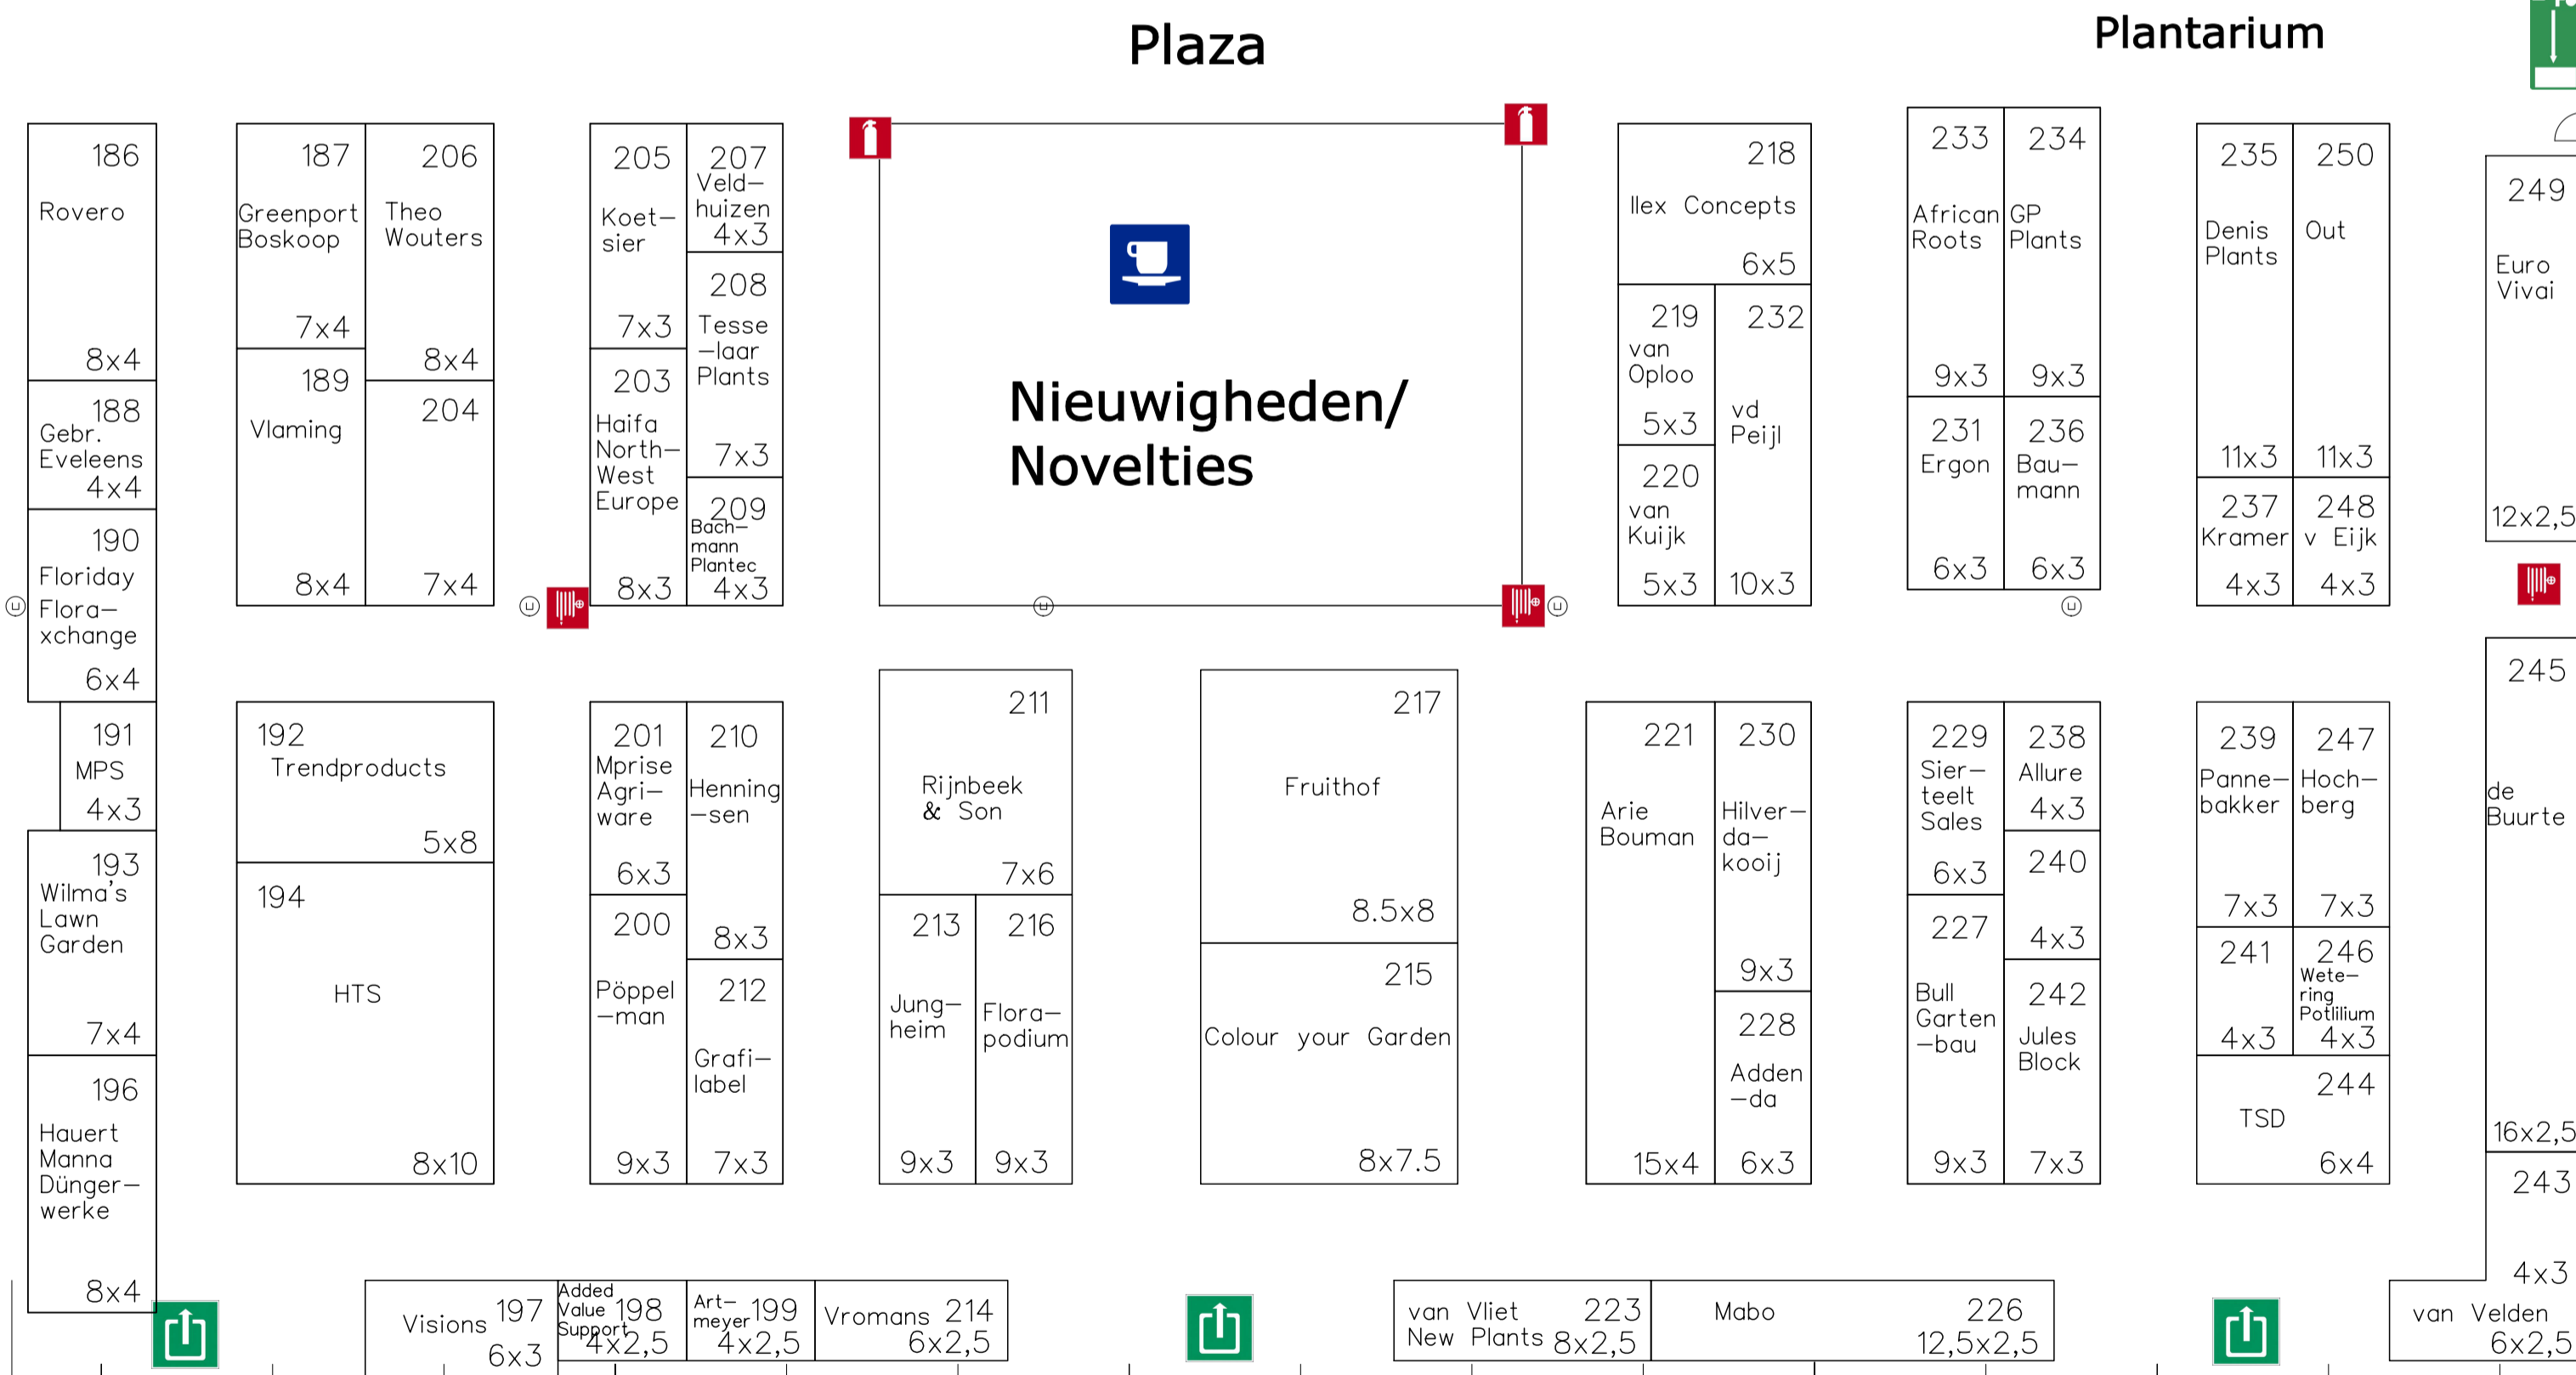 Plaza
Plantarium
186
Rovero
8x4
187
Greenport
Boskoop
7x4
206
Theo
Wouters
8x4
205
Koet-
sier
7x3
207
Veld-
huizen
4x3
208
Tesse
-laar
Plants
7x3
Nieuwigheden/
Novelties
218
Ilex Concepts
6x5
233
African
Roots
9x3
234
GP
Plants
9x3
235
Denis
Plants
11x3
250
Out
11x3
249
Euro
Vivai
12x2,5
188
Gebr.
Eveleens
4x4
189
Vlaming
8x4
204
7x4
203
Haifa
North-
West
Europe
8x3
209
Bach-
mann
Plantec
4x3
219
van
Oploo
5x3
232
vd
Peijl
10x3
220
van
Kuijk
5x3
231
Ergon
6x3
236
Bau-
mann
6x3
237
Kramer
4x3
248
v Eijk
4x3
190
Floriday
Flora-
xchange
6x4
191
MPS
4x3
192
Trendproducts
5x8
201
Mprise
Agri-
ware
6x3
210
Henning
-sen
8x3
211
Rijnbeek
& Son
7x6
217
Fruithof
8.5x8
221
Arie
Bouman
15x4
230
Hilver-
da-
kooij
9x3
229
Sier-
teelt
Sales
6x3
238
Allure
4x3
239
Panne-
bakker
7x3
247
Hoch-
berg
7x3
245
de
Buurte
16x2,5
193
Wilma's
Lawn
Garden
7x4
194
HTS
8x10
200
Pöppel
-man
9x3
212
Grafi-
label
7x3
213
Jung-
heim
9x3
216
Flora-
podium
9x3
215
Colour your Garden
8x7.5
228
Adden
-da
6x3
227
Bull
Garten
-bau
9x3
240
4x3
242
Jules
Block
7x3
241
4x3
246
Wete-
ring
Potlilium
4x3
244
TSD
6x4
243
4x3
196
Hauert
Manna
Dünger-
werke
8x4
Visions 197
6x3
Added
Value 198
Support
4x2,5
Art-
meyer 199
4x2,5
Vromans 214
6x2,5
van Vliet 223
New Plants 8x2,5
Mabo 226
12,5x2,5
van Velden
6x2,5